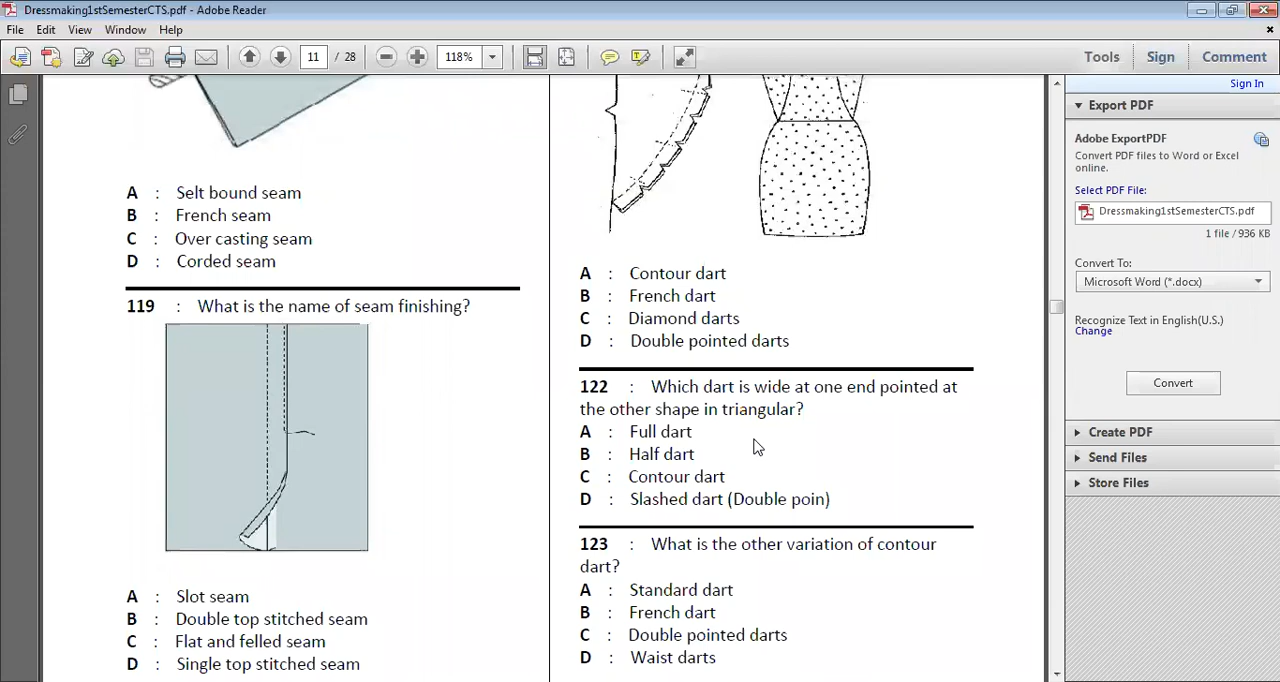 Dressmaking1stSemesterCTS.pdf - Adobe Reader
File Edit View Window Help
11 / 28 118% Tools Sign Comment
A : Selt bound seam
B : French seam
C : Over casting seam
D : Corded seam
119 : What is the name of seam finishing?
A : Slot seam
B : Double top stitched seam
C : Flat and felled seam
D : Single top stitched seam
A : Contour dart
B : French dart
C : Diamond darts
D : Double pointed darts
122 : Which dart is wide at one end pointed at
the other shape in triangular?
A : Full dart
B : Half dart
C : Contour dart
D : Slashed dart (Double poin)
123 : What is the other variation of contour
dart?
A : Standard dart
B : French dart
C : Double pointed darts
D : Waist darts
Sign In
Export PDF
Adobe ExportPDF
Convert PDF files to Word or Excel
online.
Select PDF File:
Dressmaking1stSemesterCTS.pdf
1 file / 936 KB
Convert To:
Microsoft Word (*.docx)
Recognize Text in English(U.S.)
Change
Convert
Create PDF
Send Files
Store Files